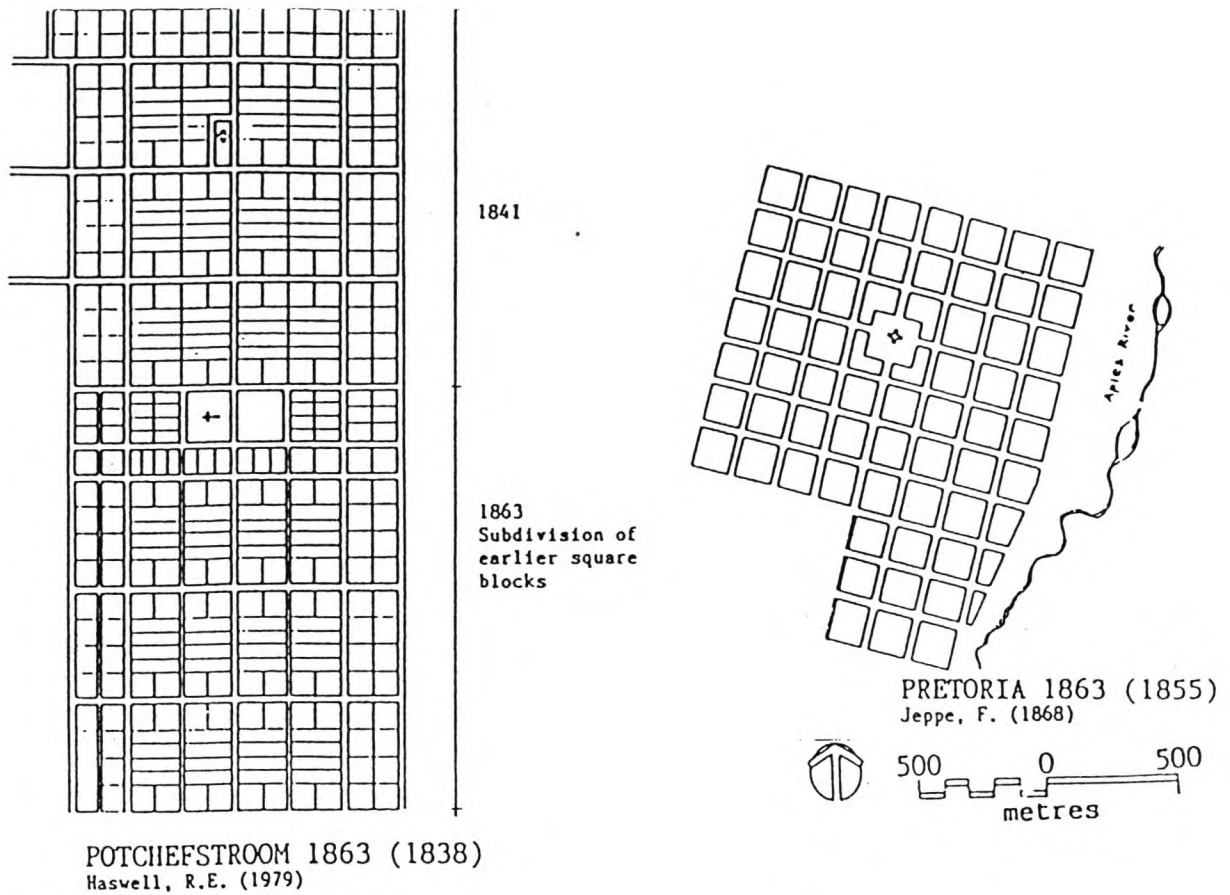 1841
1863
Subdivision of
earlier square
blocks
POTCHEFSTROOM 1863 (1838)
Haswell, R.E. (1979)
Apies River
PRETORIA 1863 (1855)
Jeppe, F. (1868)
500 0 500
metres